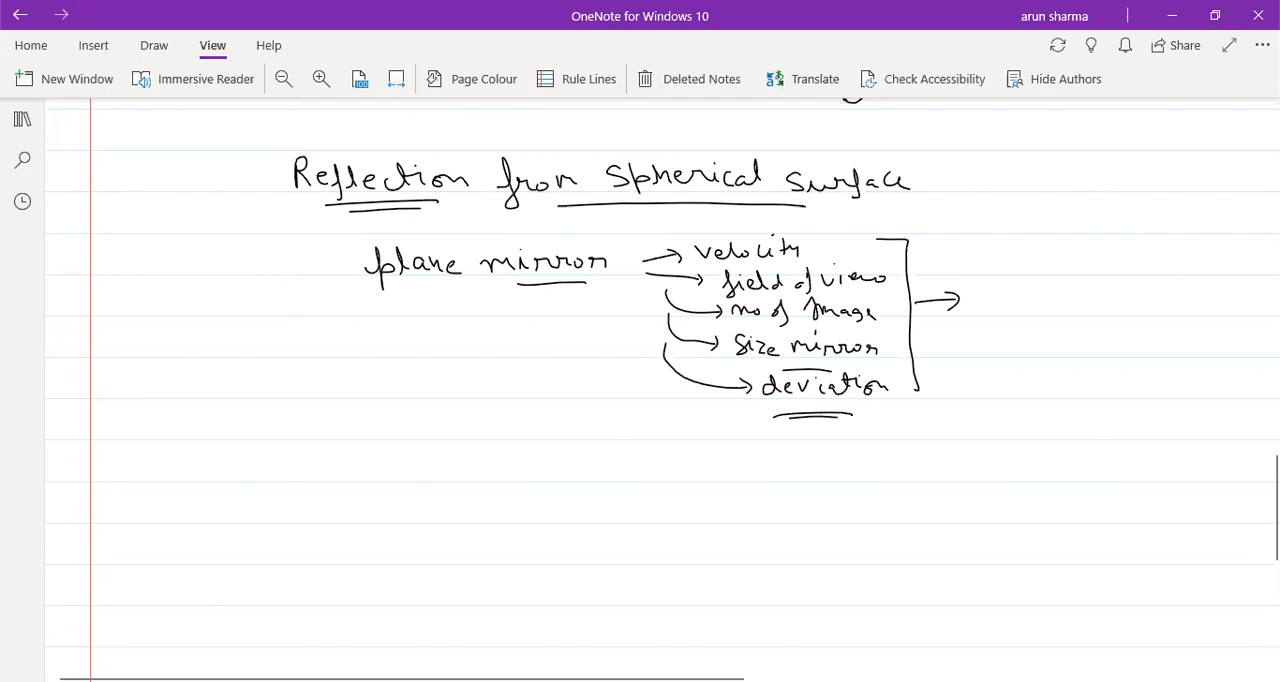 OneNote for Windows 10
arun sharma
Home Insert Draw View Help
Share
New Window Immersive Reader Page Colour Rule Lines Deleted Notes Translate Check Accessibility Hide Authors
Reflection from Spherical Surface
plane mirror → velocity
→ field of view
→ no of Image
→ Size mirror
→ deviation